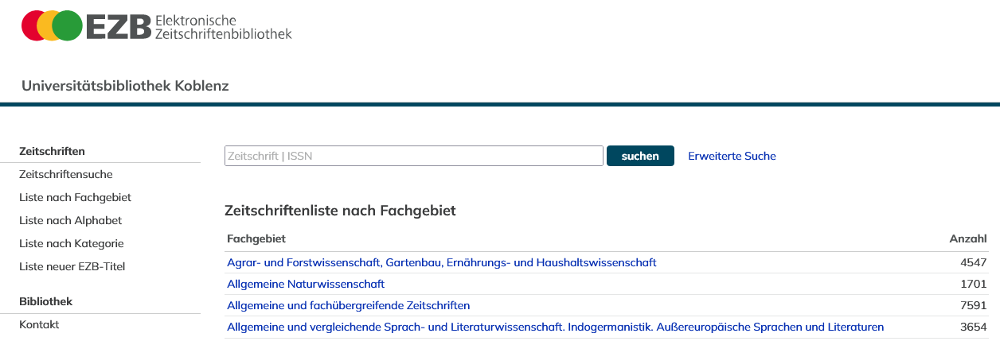 EZB Elektronische
Zeitschriftenbibliothek
Universitätsbibliothek Koblenz
Zeitschriften
Zeitschriftensuche
Liste nach Fachgebiet
Liste nach Alphabet
Liste nach Kategorie
Liste neuer EZB-Titel
Bibliothek
Kontakt
Zeitschrift | ISSN suchen Erweiterte Suche
Zeitschriftenliste nach Fachgebiet
Fachgebiet Anzahl
Agrar- und Forstwissenschaft, Gartenbau, Ernährungs- und Haushaltswissenschaft 4547
Allgemeine Naturwissenschaft 1701
Allgemeine und fachübergreifende Zeitschriften 7591
Allgemeine und vergleichende Sprach- und Literaturwissenschaft. Indogermanistik. Außereuropäische Sprachen und Literaturen 3654